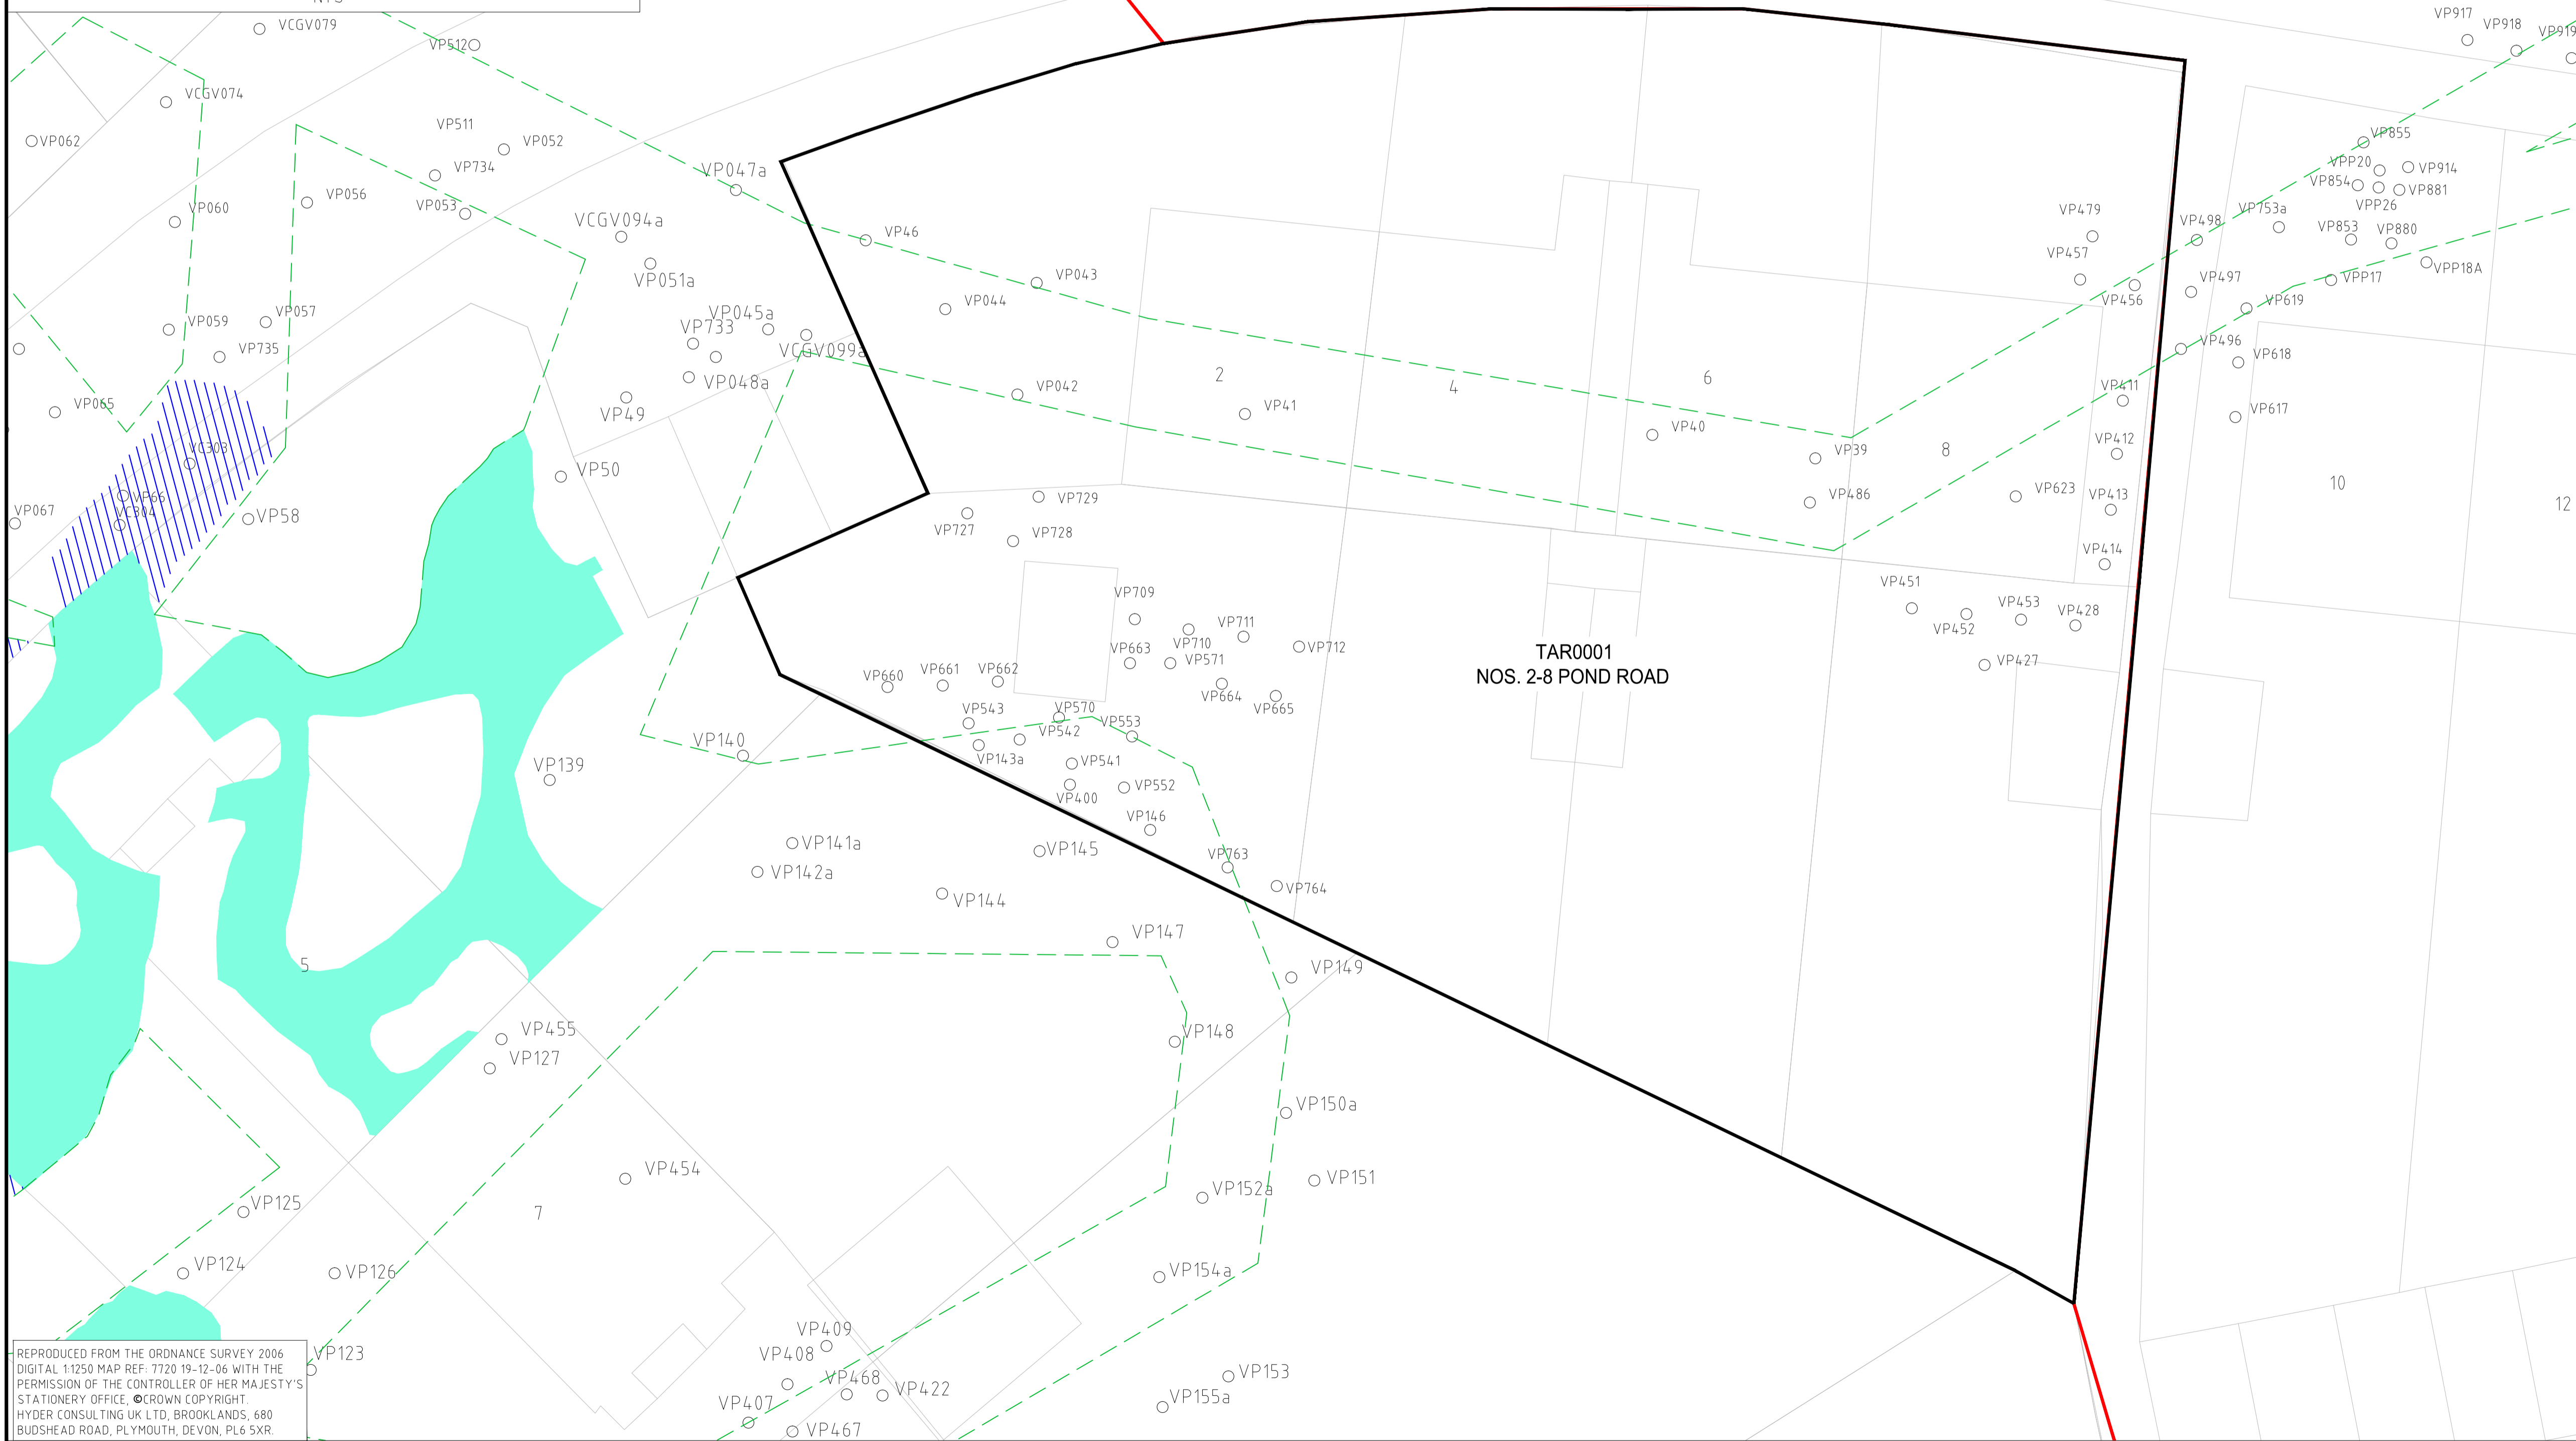 VCGV079
VP512
VP917
VP918
VP919
VCGV074
VP511
VP052
VP062
VP734
VP855
VPP20
VP914
VP854
VP881
VPP26
VP047a
VP056
VP053
VP060
VCGV094a
VP46
VP479
VP498
VP753a
VP853
VP880
VP051a
VP043
VP457
VPP18A
VP497
VPP17
VP044
VP456
VP619
VP045a
VP059
VP057
VP733
VCGV099a
VP735
VP496
VP618
VP048a
2
4
6
VP042
VP411
VP065
VP49
VP41
VP617
VP40
VP412
VC303
8
VP39
VP50
10
VP66
VP729
VP486
VP623
VP413
12
VP067
VC304
VP58
VP727
VP728
VP414
VP451
VP709
VP453
VP428
VP452
VP711
VP710
VP712
TAR0001
NOS. 2-8 POND ROAD
VP663
VP571
VP427
VP660
VP661
VP662
VP664
VP665
VP543
VP570
VP553
VP140
VP542
VP143a
VP541
VP139
VP552
VP400
VP146
VP141a
VP145
VP763
VP142a
VP764
VP144
VP147
5
VP149
VP455
VP148
VP127
VP150a
VP454
VP151
VP152a
VP125
7
VP124
VP126
VP154a
VP409
VP123
VP408
VP153
VP468
VP422
VP155a
VP407
VP467
REPRODUCED FROM THE ORDNANCE SURVEY 2006
DIGITAL 1:1250 MAP REF: 7720 19-12-06 WITH THE
PERMISSION OF THE CONTROLLER OF HER MAJESTY'S
STATIONERY OFFICE, ©CROWN COPYRIGHT.
HYDER CONSULTING UK LTD, BROOKLANDS, 680
BUDSHEAD ROAD, PLYMOUTH, DEVON, PL6 5XR.